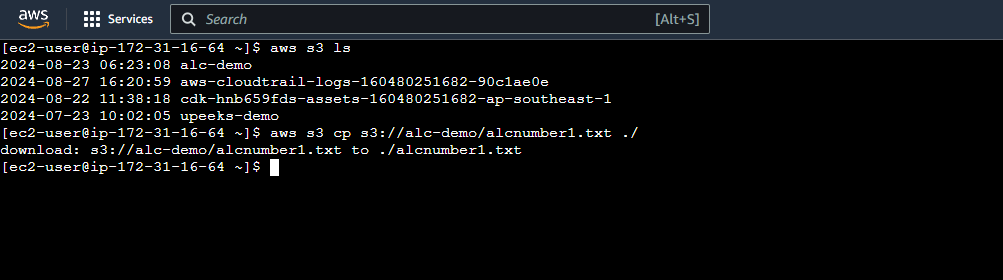 aws Services Search [Alt+S]
[ec2-user@ip-172-31-16-64 ~]$ aws s3 ls
2024-08-23 06:23:08 alc-demo
2024-08-27 16:20:59 aws-cloudtrail-logs-160480251682-90c1ae0e
2024-08-22 11:38:18 cdk-hnb659fds-assets-160480251682-ap-southeast-1
2024-07-23 10:02:05 upeeks-demo
[ec2-user@ip-172-31-16-64 ~]$ aws s3 cp s3://alc-demo/alcnumber1.txt ./
download: s3://alc-demo/alcnumber1.txt to ./alcnumber1.txt
[ec2-user@ip-172-31-16-64 ~]$